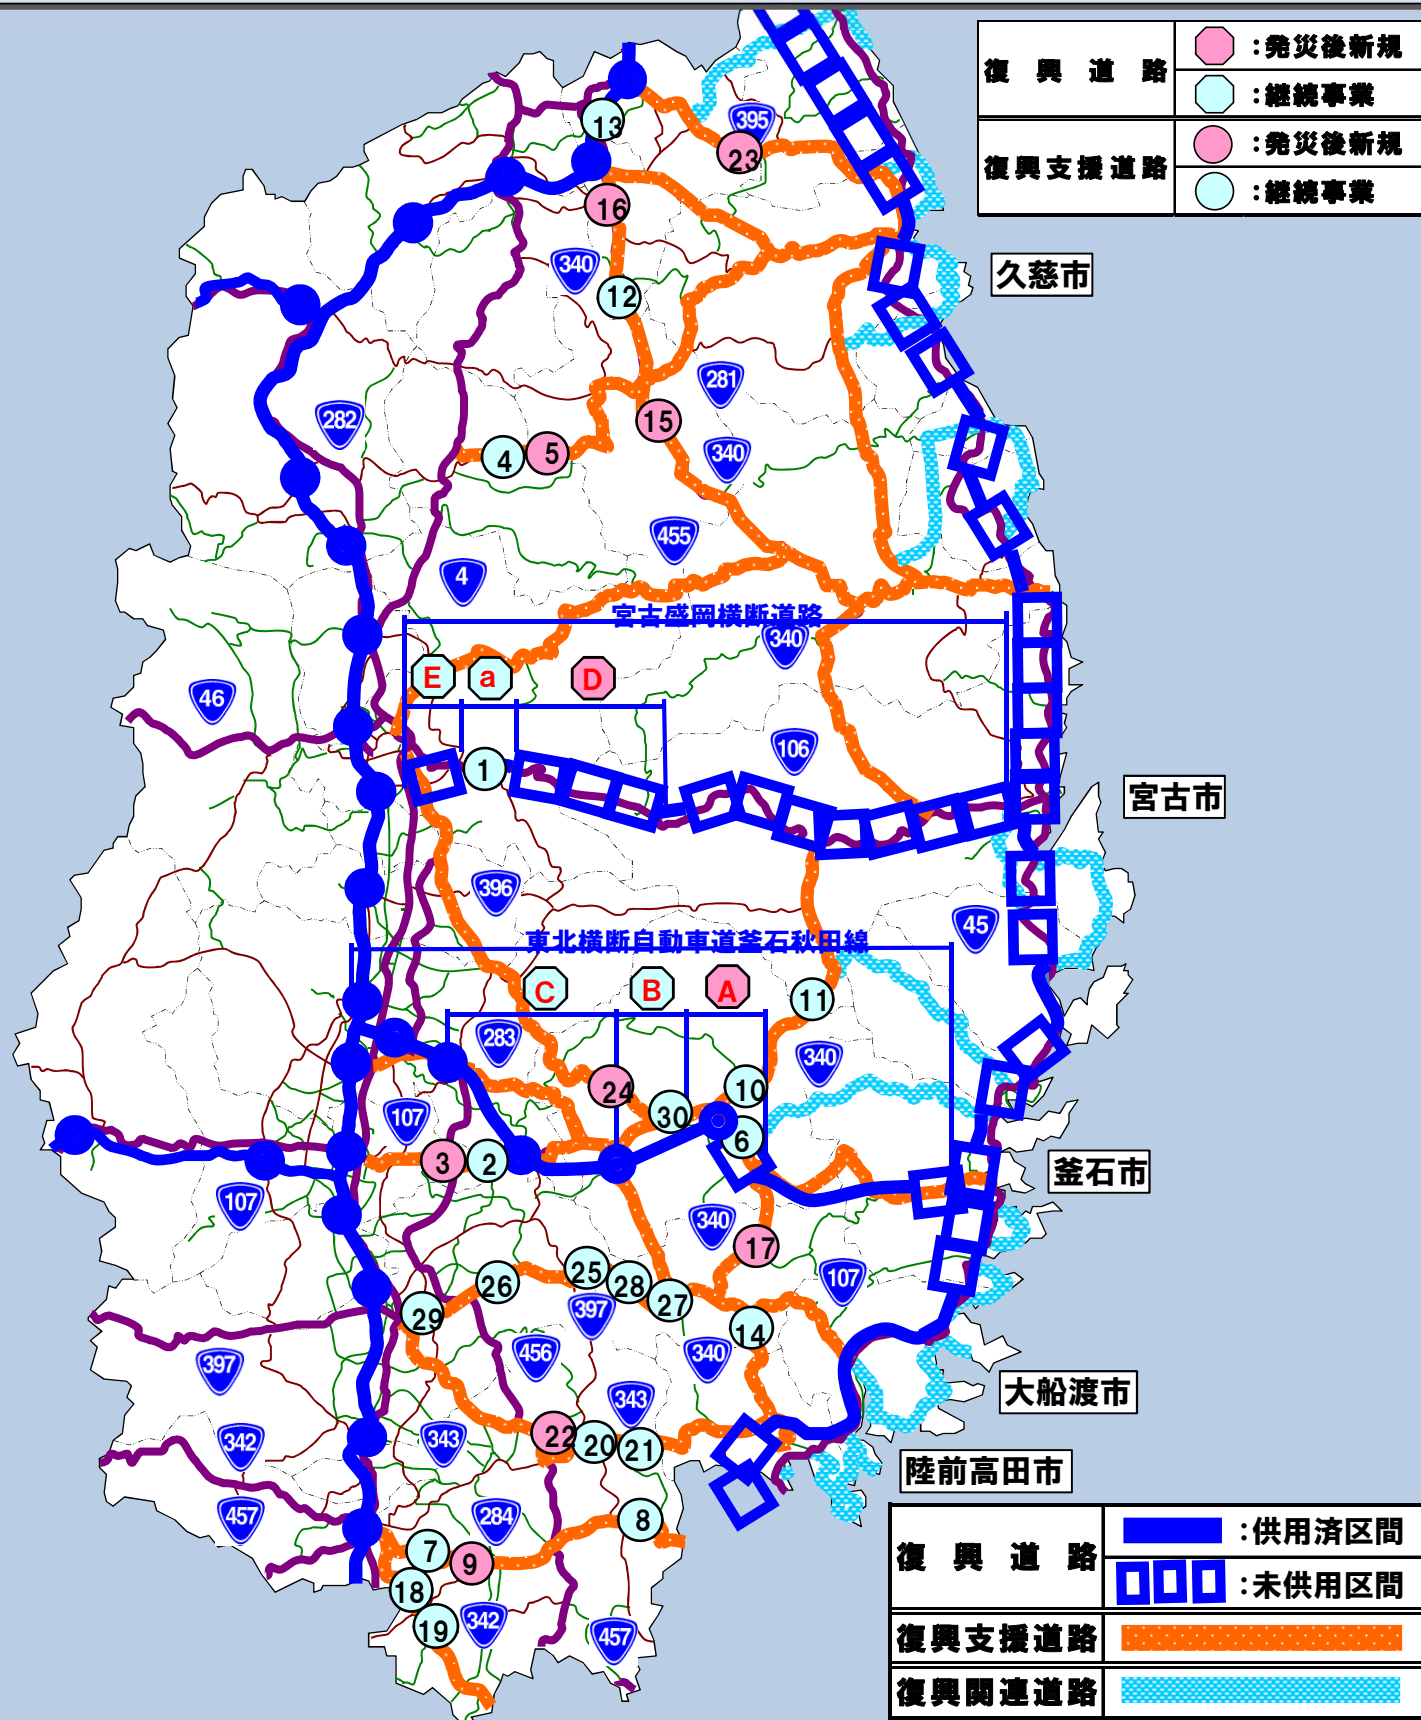 復興道路
：発災後新規
：継続事業
復興支援道路
：発災後新規
：継続事業
13
395
23
16
340
12
久慈市
281
15
282
4
5
340
455
4
宮古盛岡横断道路
340
E
a
D
46
106
1
宮古市
396
45
東北横断自動車道釜石秋田線
C
B
A
11
283
340
24
10
30
107
6
3
2
釜石市
107
340
17
25
26
28
107
27
29
397
14
456
340
397
大船渡市
343
22
20
21
342
343
陸前高田市
457
284
8
7
9
18
19
342
457
復興道路
：供用済区間
：未供用区間
復興支援道路
復興関連道路